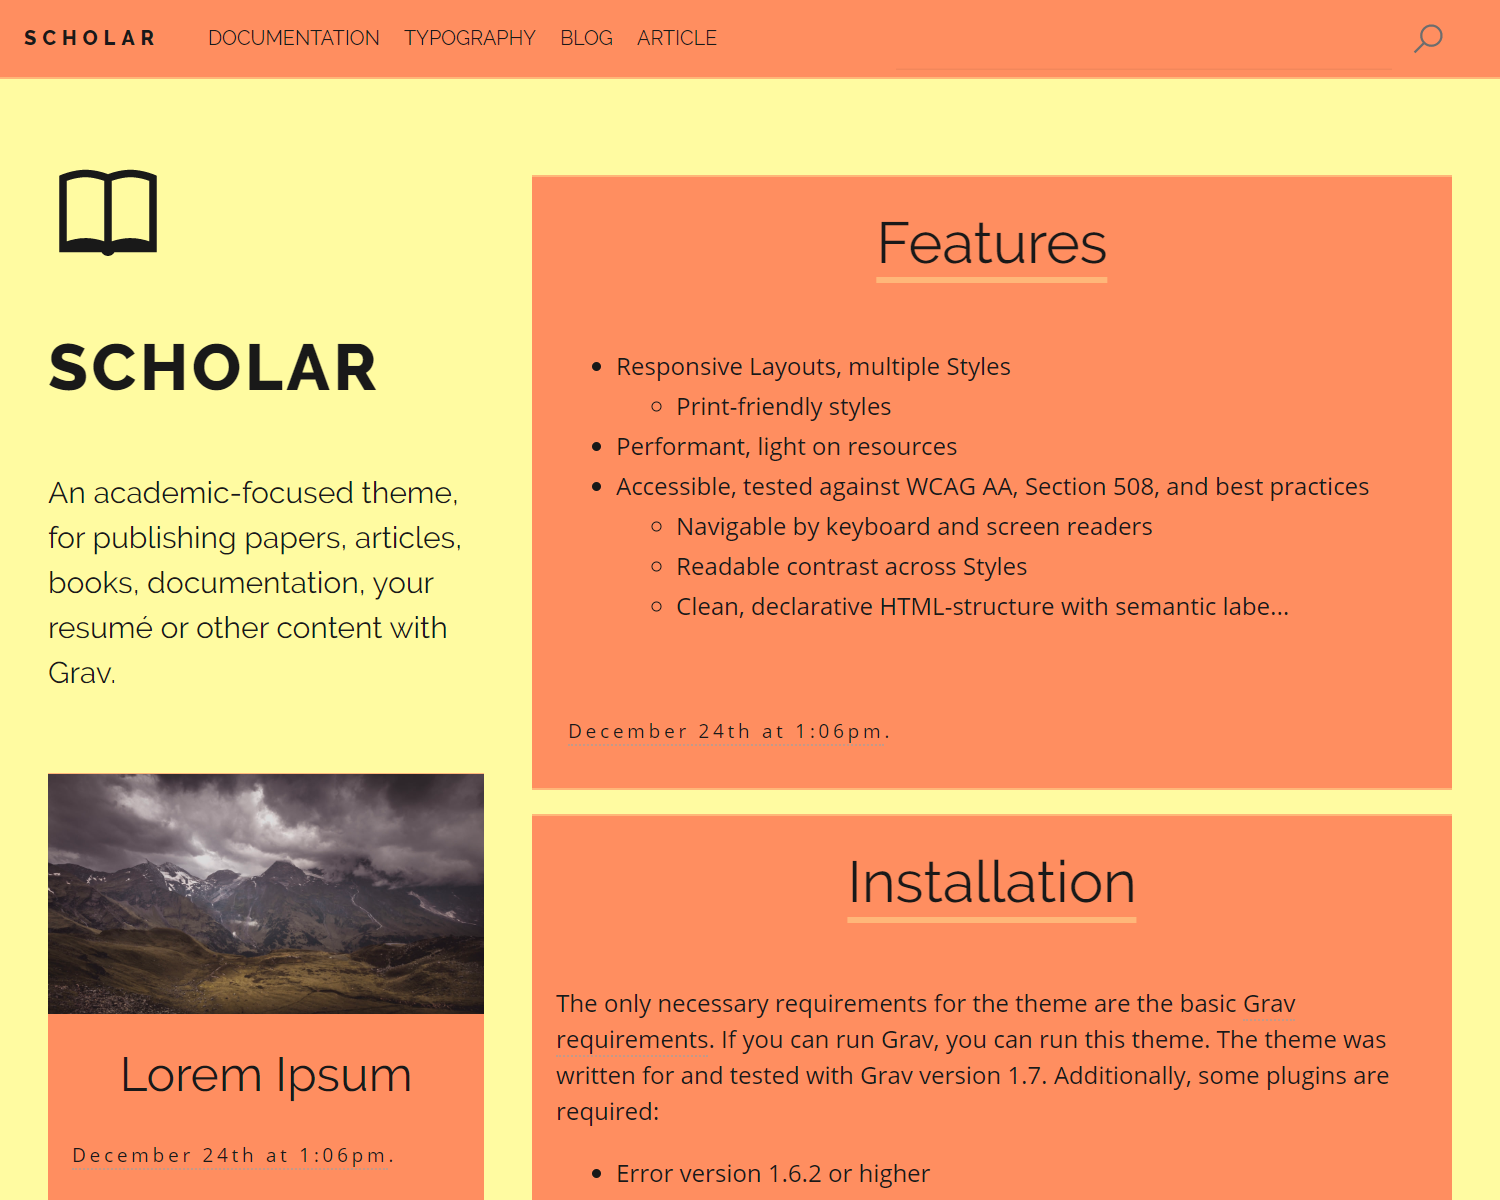 SCHOLAR
DOCUMENTATION TYPOGRAPHY BLOG ARTICLE
SCHOLAR
An academic-focused theme,
for publishing papers, articles,
books, documentation, your
resumé or other content with
Grav.
Lorem Ipsum
December 24th at 1:06pm.
Features
Responsive Layouts, multiple Styles
Print-friendly styles
Performant, light on resources
Accessible, tested against WCAG AA, Section 508, and best practices
Navigable by keyboard and screen readers
Readable contrast across Styles
Clean, declarative HTML-structure with semantic labe...
December 24th at 1:06pm.
Installation
The only necessary requirements for the theme are the basic Grav
requirements. If you can run Grav, you can run this theme. The theme was
written for and tested with Grav version 1.7. Additionally, some plugins are
required:
Error version 1.6.2 or higher